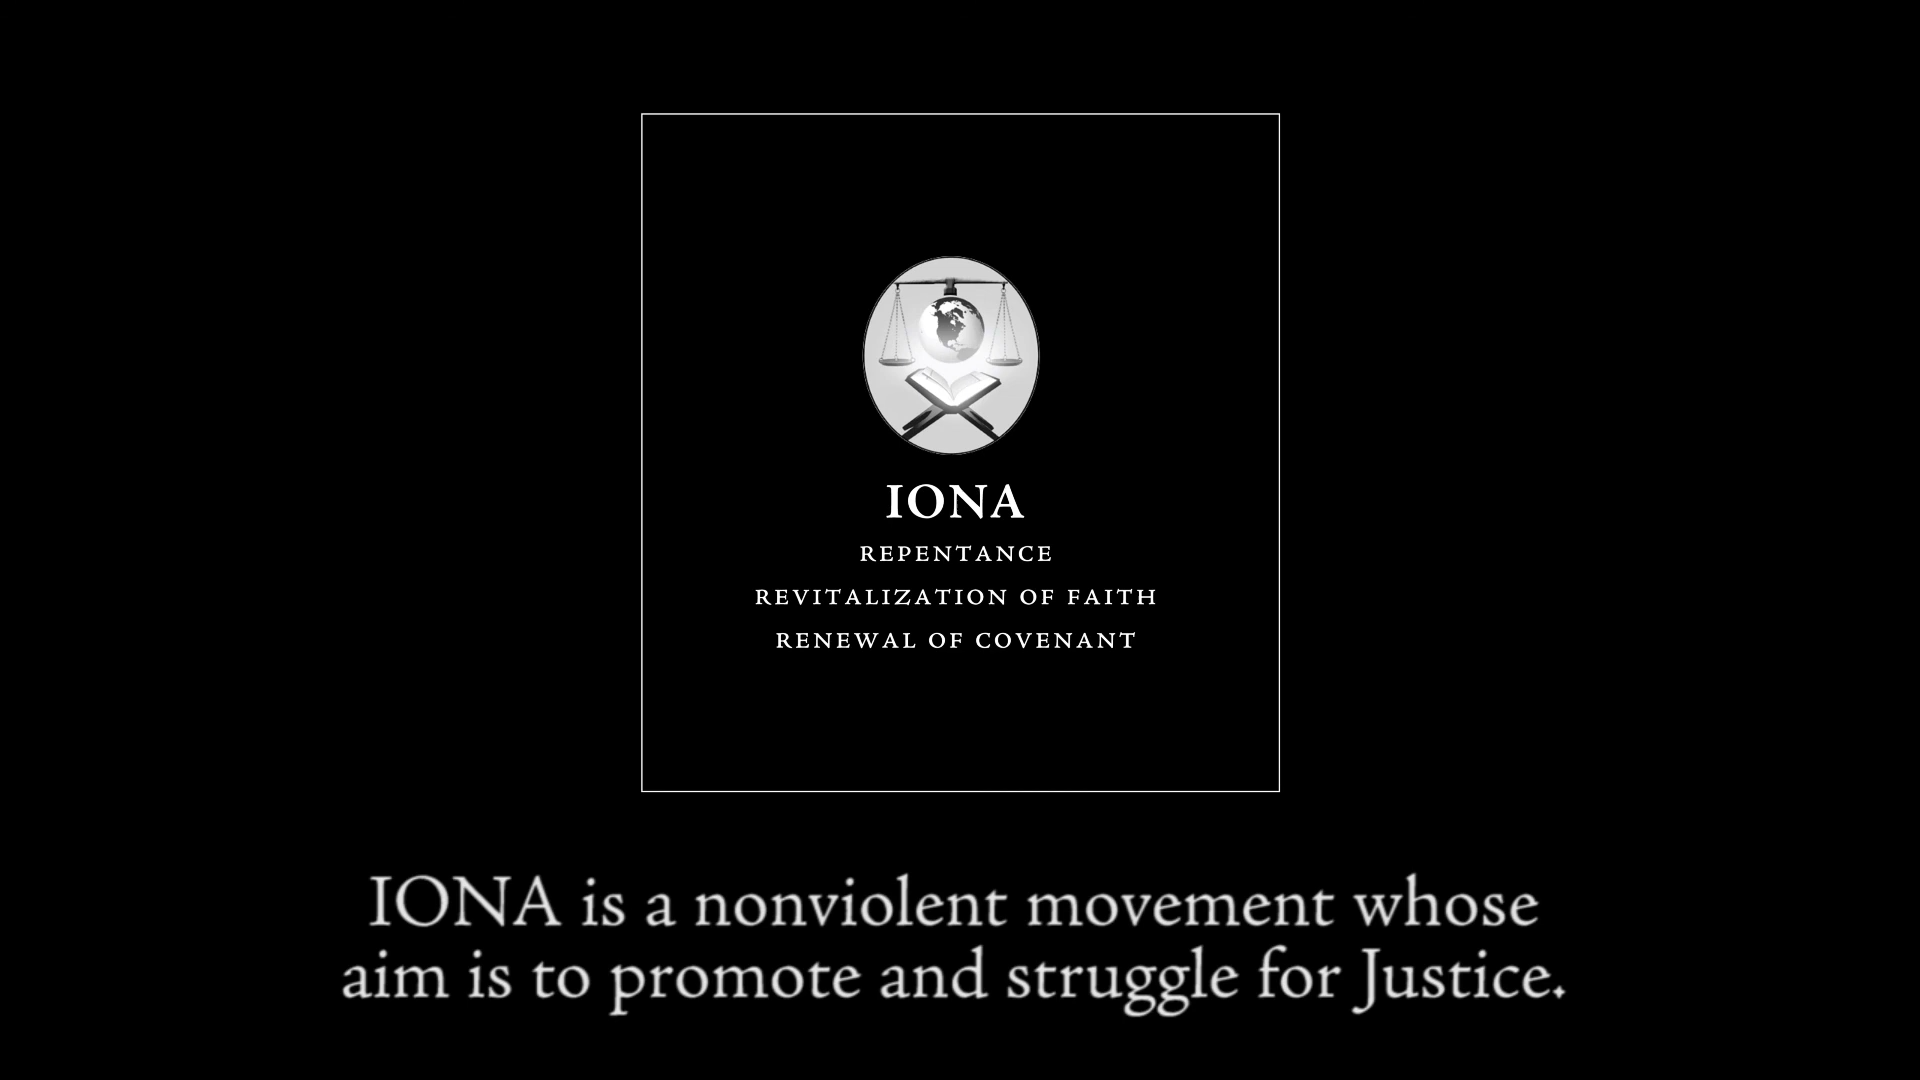 IONA
REPENTANCE
REVITALIZATION OF FAITH
RENEWAL OF COVENANT
IONA is a nonviolent movement whose
aim is to promote and struggle for Justice.